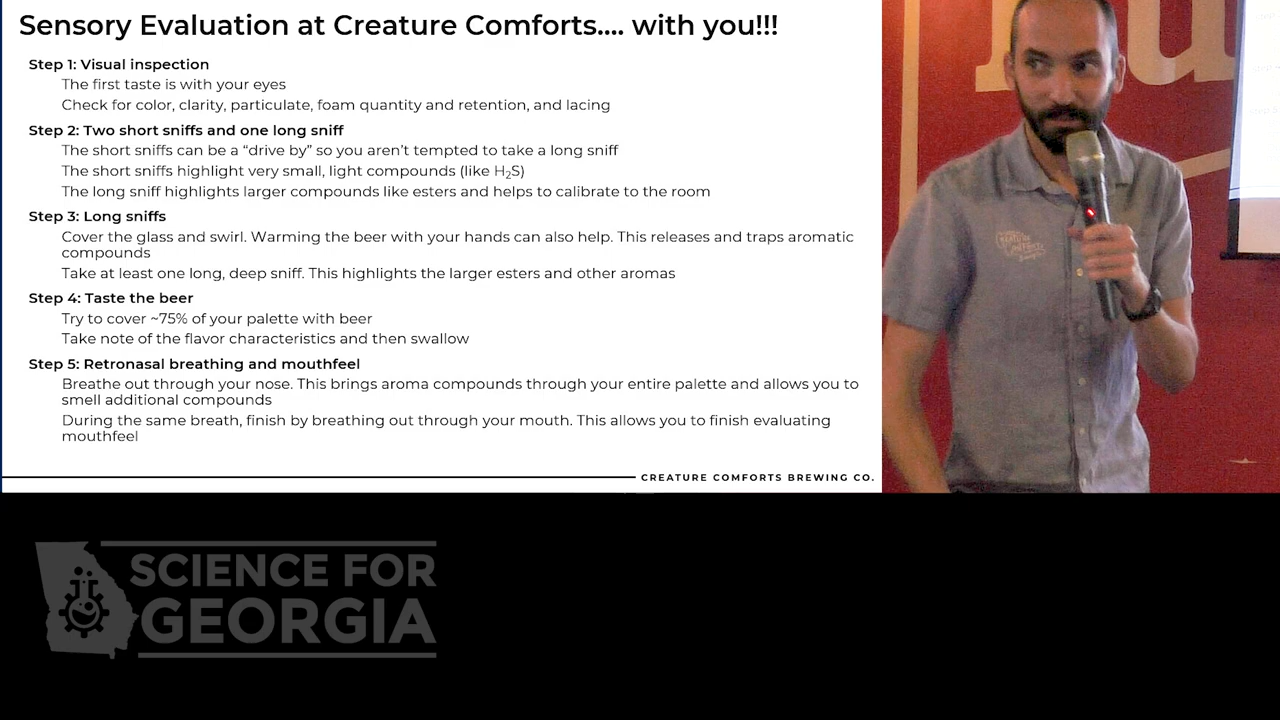 Sensory Evaluation at Creature Comforts.... with you!!!
Step 1: Visual inspection
The first taste is with your eyes
Check for color, clarity, particulate, foam quantity and retention, and lacing
Step 2: Two short sniffs and one long sniff
The short sniffs can be a “drive by” so you aren’t tempted to take a long sniff
The short sniffs highlight very small, light compounds (like H₂S)
The long sniff highlights larger compounds like esters and helps to calibrate to the room
Step 3: Long sniffs
Cover the glass and swirl. Warming the beer with your hands can also help. This releases and traps aromatic
compounds
Take at least one long, deep sniff. This highlights the larger esters and other aromas
Step 4: Taste the beer
Try to cover ~75% of your palette with beer
Take note of the flavor characteristics and then swallow
Step 5: Retronasal breathing and mouthfeel
Breathe out through your nose. This brings aroma compounds through your entire palette and allows you to
smell additional compounds
During the same breath, finish by breathing out through your mouth. This allows you to finish evaluating
mouthfeel
CREATURE COMFORTS BREWING CO.
CREATURE
COMFORTS
SCIENCE FOR
GEORGIA